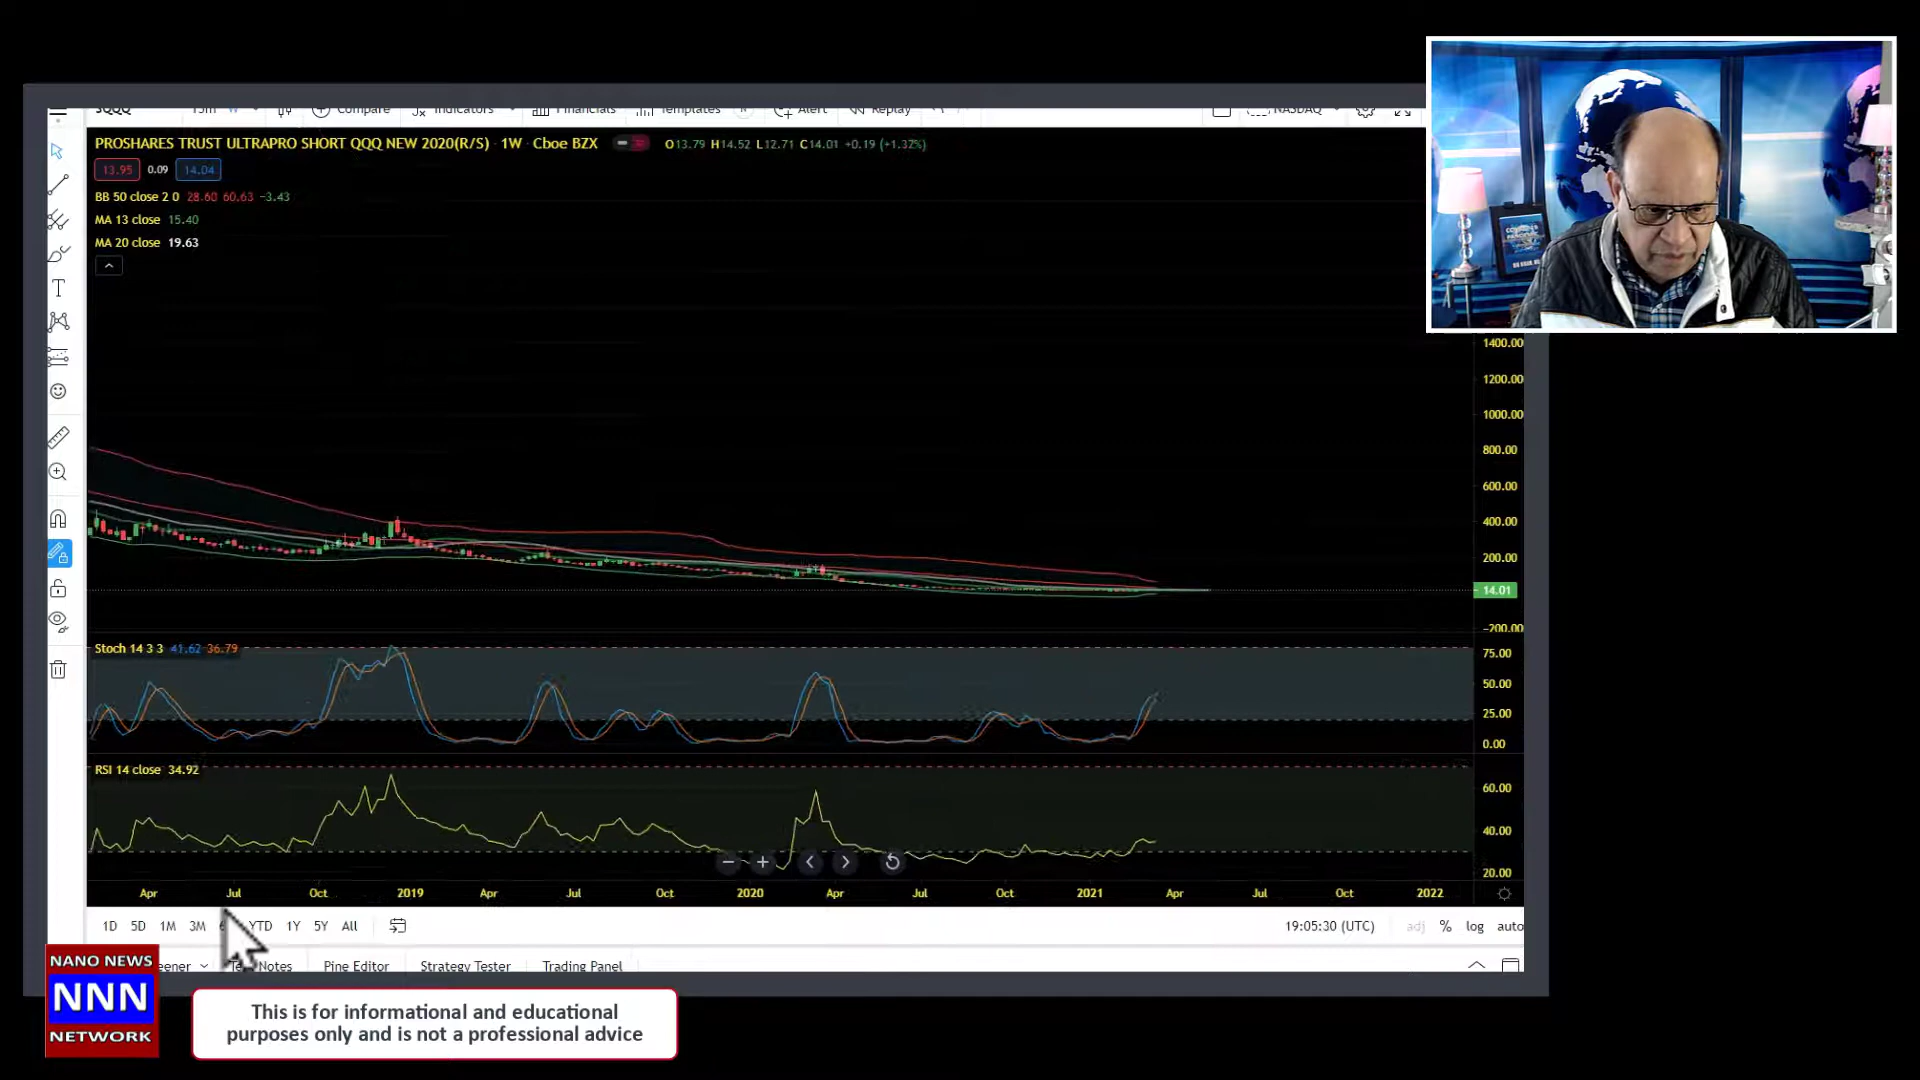 SQQQ 15m W Compare Indicators Financials Templates Alert Replay NASDAQ
PROSHARES TRUST ULTRAPRO SHORT QQQ NEW 2020(R/S) · 1W · Cboe BZX O13.79 H14.52 L12.71 C14.01 +0.19 (+1.32%)
13.95 0.09 14.04
BB 50 close 2 0 28.60 60.63 −3.43
MA 13 close 15.40
MA 20 close 19.63
1400.00
1200.00
1000.00
800.00
600.00
400.00
200.00
14.01
−200.00
Stoch 14 3 3 41.62 36.79
75.00
50.00
25.00
0.00
RSI 14 close 34.92
60.00
40.00
20.00
Apr Jul Oct 2019 Apr Jul Oct 2020 Apr Jul Oct 2021 Apr Jul Oct 2022
1D 5D 1M 3M YTD 1Y 5Y All 19:05:30 (UTC) adj % log auto
Notes Pine Editor Strategy Tester Trading Panel
NANO NEWS
NNN
NETWORK
This is for informational and educational
purposes only and is not a professional advice